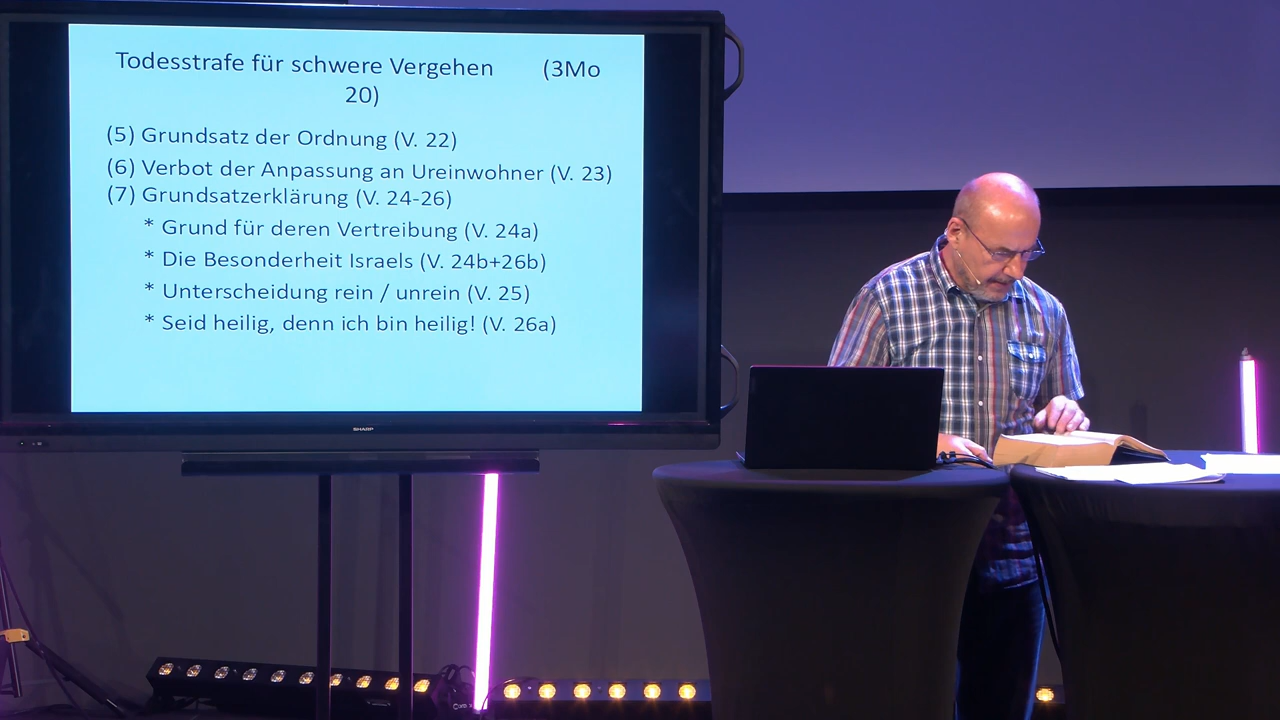 Todesstrafe für schwere Vergehen (3Mo
20)
(5) Grundsatz der Ordnung (V. 22)
(6) Verbot der Anpassung an Ureinwohner (V. 23)
(7) Grundsatzerklärung (V. 24-26)
* Grund für deren Vertreibung (V. 24a)
* Die Besonderheit Israels (V. 24b+26b)
* Unterscheidung rein / unrein (V. 25)
* Seid heilig, denn ich bin heilig! (V. 26a)
SHARP